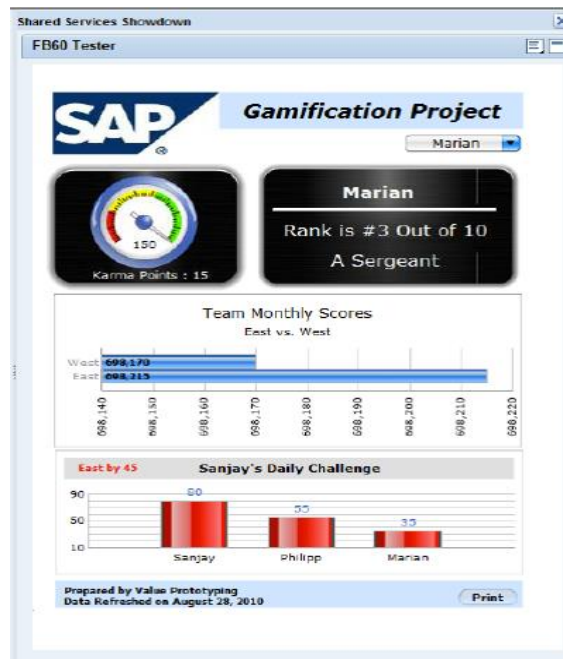 Shared Services Showdown
FB60 Tester
SAP ®
Gamification Project
Marian
150
Karma Points : 15
Marian
Rank is #3 Out of 10
A Sergeant
Team Monthly Scores
East vs. West
West 698,170
East 698,215
698,140 698,150 698,160 698,170 698,180 698,190 698,200 698,210 698,220
East by 45 Sanjay's Daily Challenge
90
50
10
80 55 35
Sanjay Philipp Marian
Prepared by Value Prototyping
Data Refreshed on August 28, 2010
Print